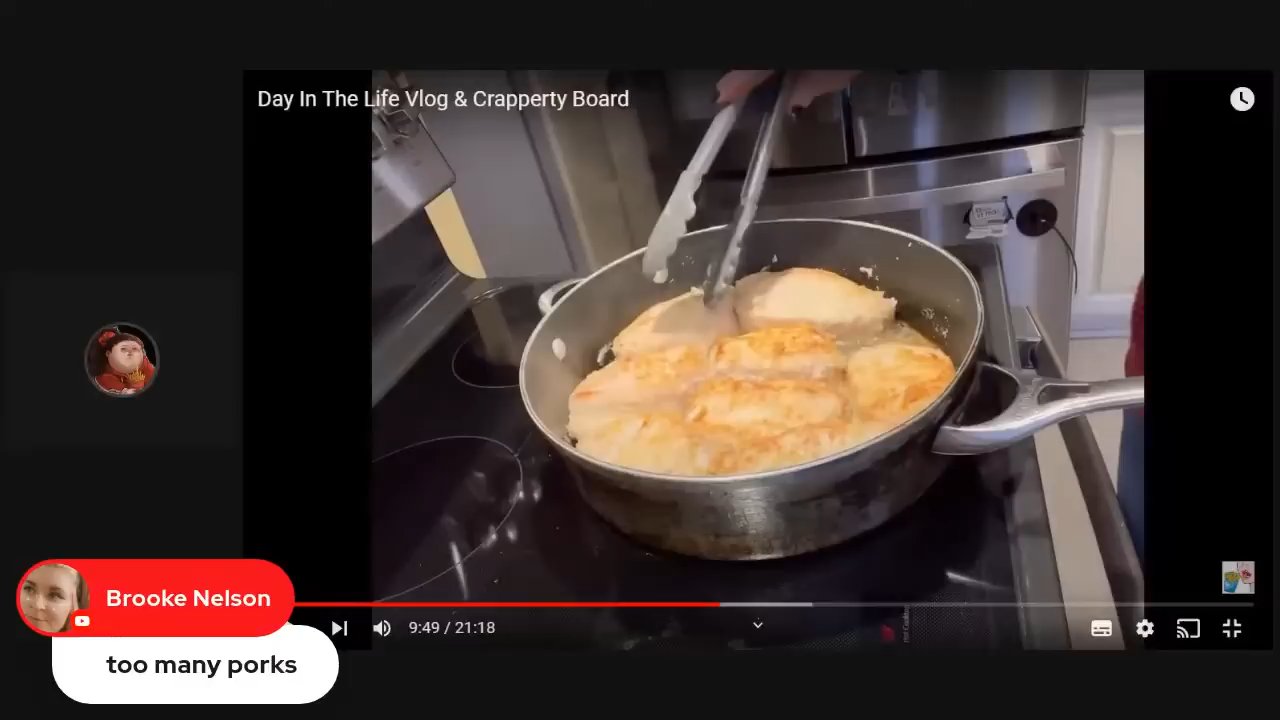 Day In The Life Vlog & Crapperty Board
Brooke Nelson
9:49 / 21:18
too many porks